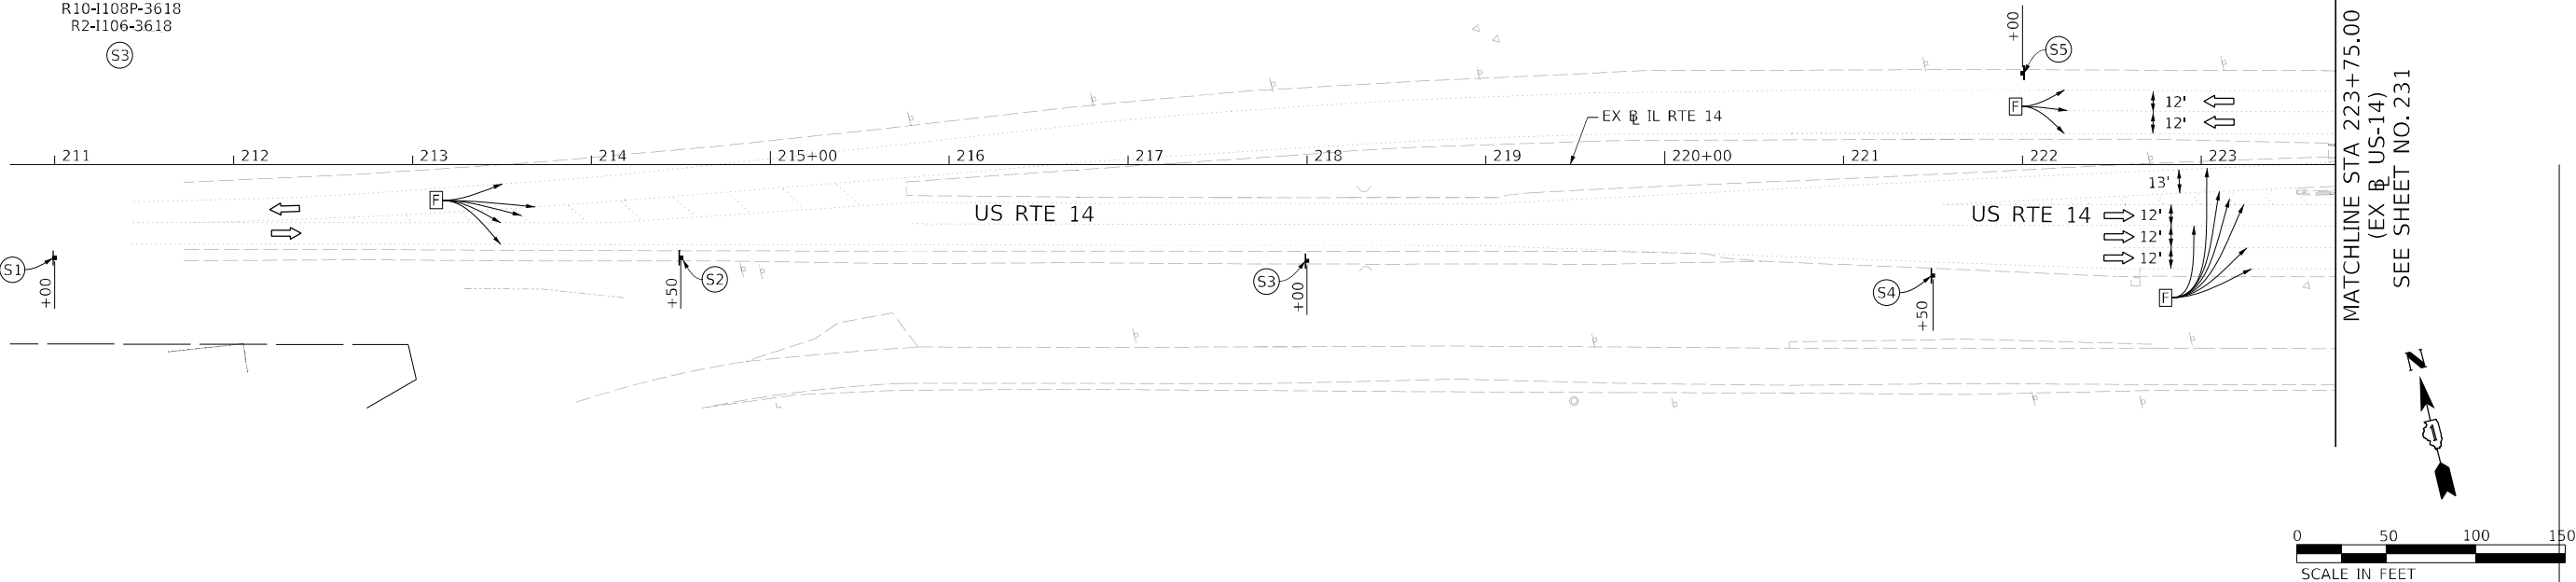 R10-I108P-3618
R2-I106-3618
S3
+00
S5
F
12'
12'
EX BL IL RTE 14
211
212
213
214
215+00
216
217
218
219
220+00
221
222
223
13'
F
US RTE 14
US RTE 14
12'
12'
12'
S1
+00
S2
+50
S3
+00
S4
+50
F
MATCHLINE STA 223+75.00
(EX BL US-14)
SEE SHEET NO. 231
N
0 50 100 150
SCALE IN FEET